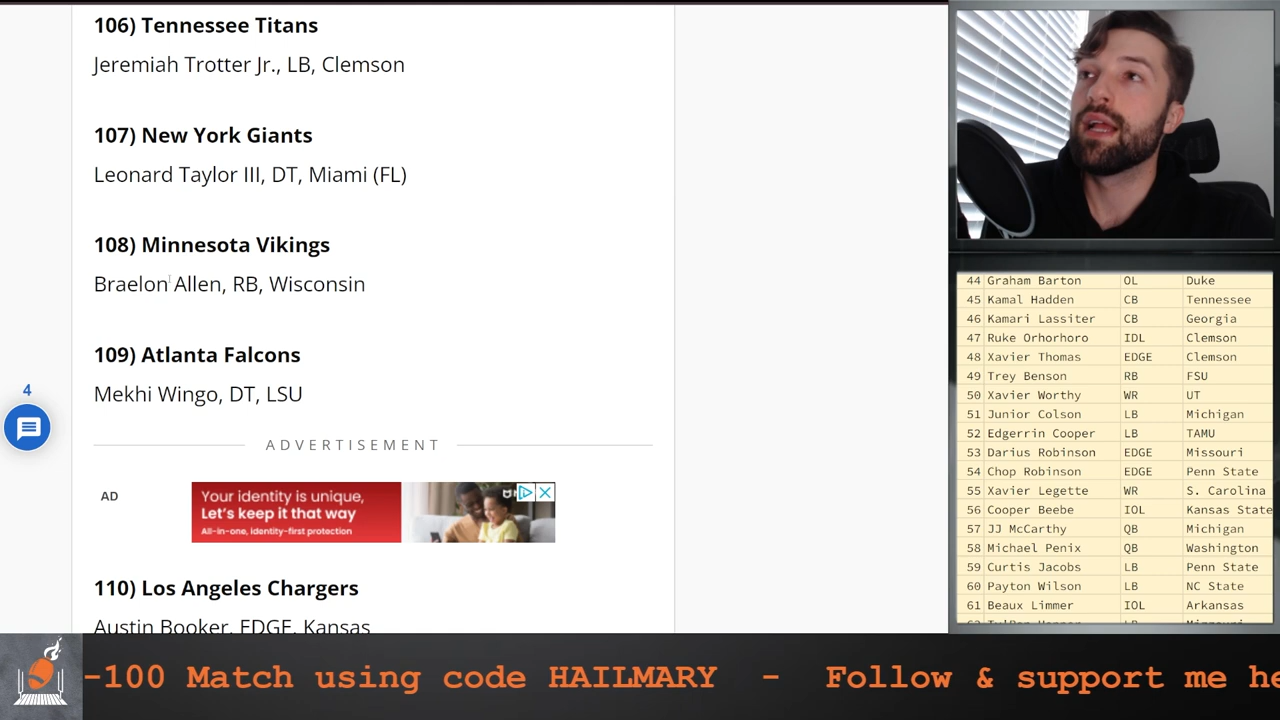 106) Tennessee Titans
Jeremiah Trotter Jr., LB, Clemson
107) New York Giants
Leonard Taylor III, DT, Miami (FL)
108) Minnesota Vikings
Braelon Allen, RB, Wisconsin
109) Atlanta Falcons
Mekhi Wingo, DT, LSU
ADVERTISEMENT
AD
Your identity is unique,
Let's keep it that way
All-in-one, identity-first protection
110) Los Angeles Chargers
Austin Booker, EDGE, Kansas
4
44 Graham Barton OL Duke
45 Kamal Hadden CB Tennessee
46 Kamari Lassiter CB Georgia
47 Ruke Orhorhoro IDL Clemson
48 Xavier Thomas EDGE Clemson
49 Trey Benson RB FSU
50 Xavier Worthy WR UT
51 Junior Colson LB Michigan
52 Edgerrin Cooper LB TAMU
53 Darius Robinson EDGE Missouri
54 Chop Robinson EDGE Penn State
55 Xavier Legette WR S. Carolina
56 Cooper Beebe IOL Kansas State
57 JJ McCarthy QB Michigan
58 Michael Penix QB Washington
59 Curtis Jacobs LB Penn State
60 Payton Wilson LB NC State
61 Beaux Limmer IOL Arkansas
-100 Match using code HAILMARY - Follow & support me he